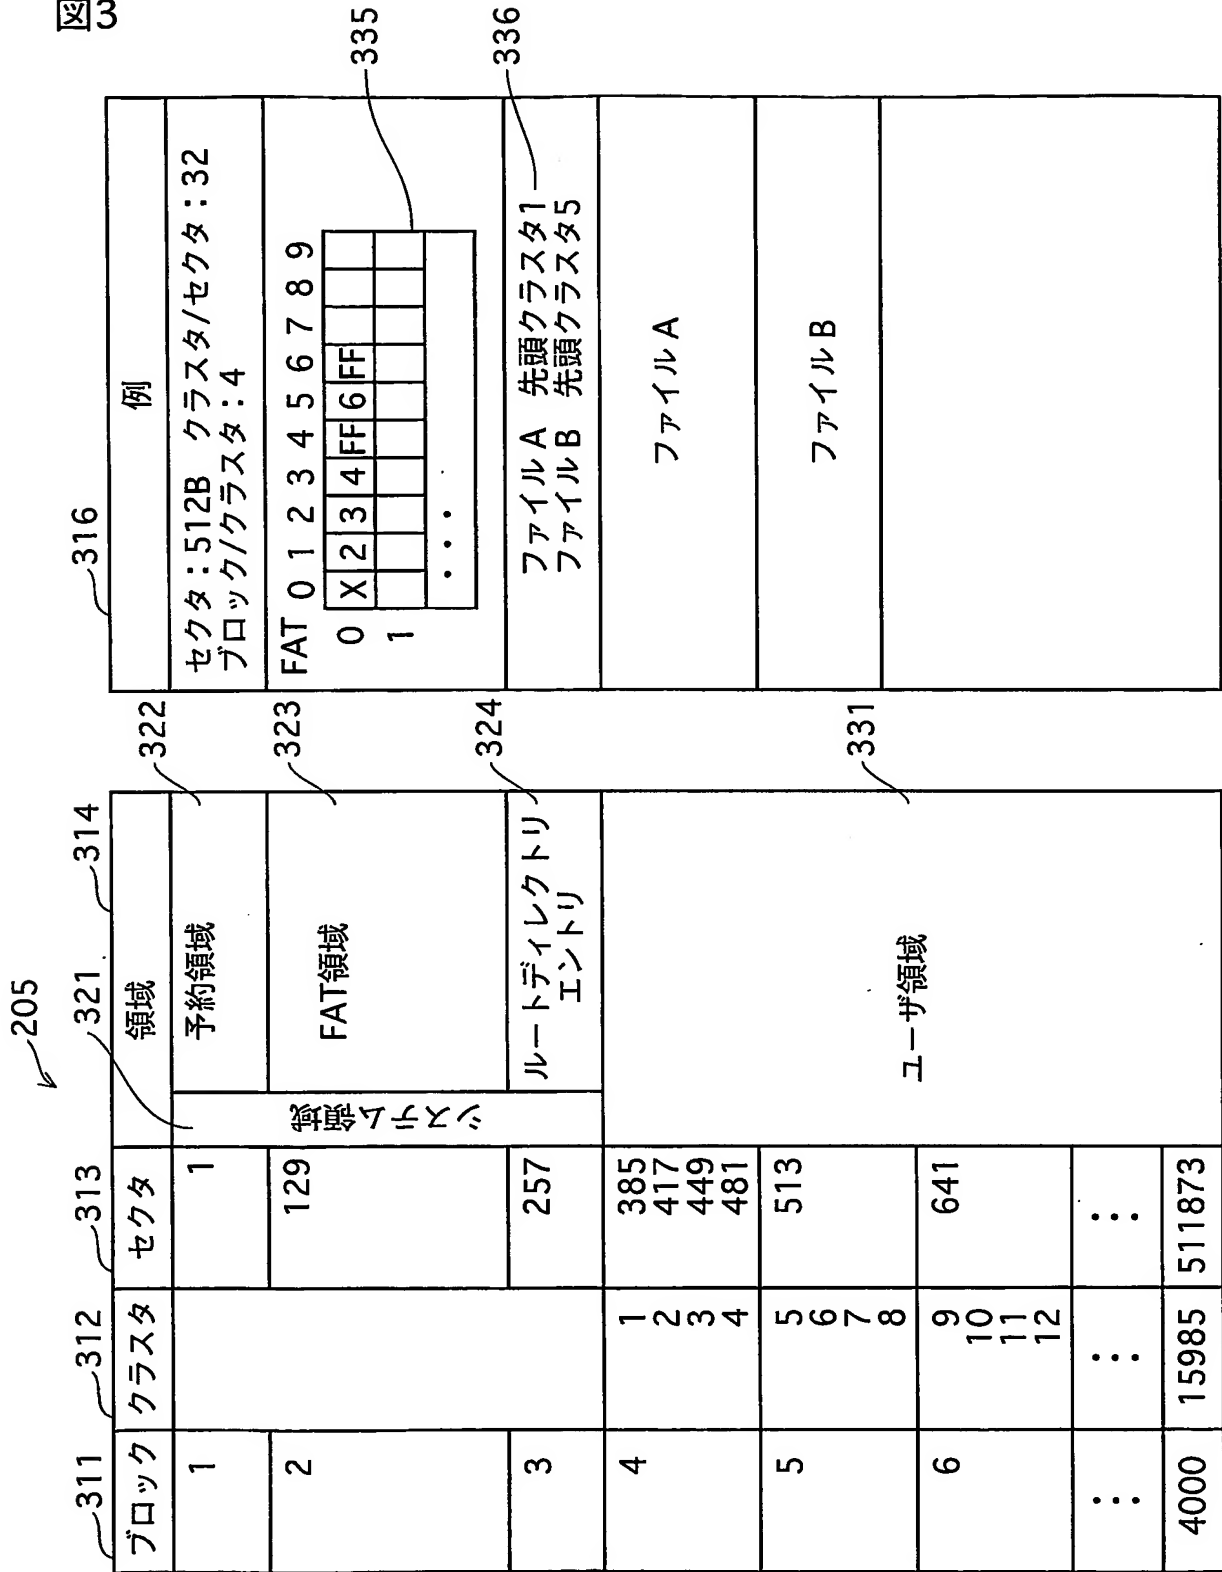 図3
205
311
312
313
321
314
316
ブロック クラスタ セクタ 領域 例
1 1 予約領域 322
セクタ:512B クラスタ/セクタ:32
ブロック/クラスタ:4
システム領域
2 129 FAT領域 323
FAT 0 1 2 3 4 5 6 7 8 9
0 X 2 3 4 FF 6 FF
1
...
335
3 257 ルートディレクトリ 324
エントリ
ファイルA 先頭クラスタ1 336
ファイルB 先頭クラスタ5
4 1 385
2 417
3 449
4 481
ファイルA
ユーザ領域 331
5 5 513
6
7
8
ファイルB
6 9 641
10
11
12
... ... ...
4000 15985 511873